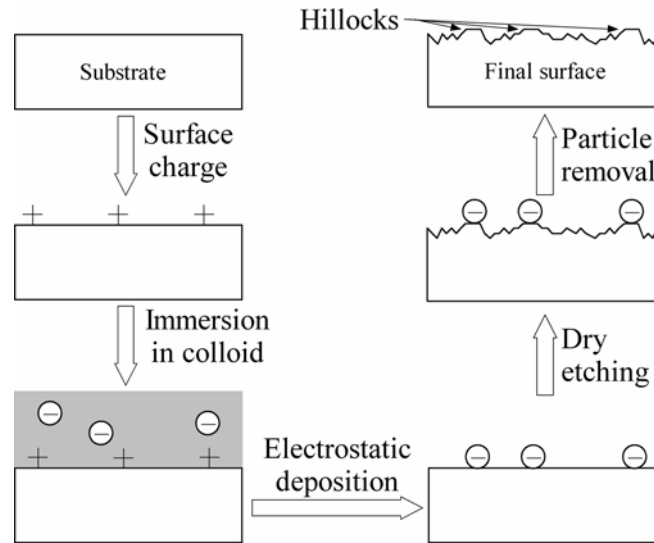 Substrate
Surface
charge
+ + +
Immersion
in colloid
− − −
+ + +
Electrostatic
deposition
− − −
Dry
etching
− − −
Particle
removal
Hillocks
Final surface